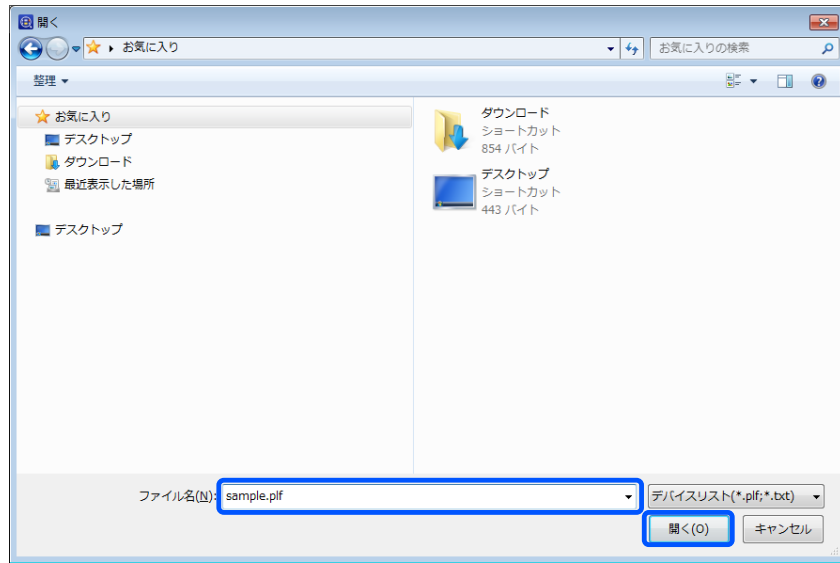 開く
お気に入り
お気に入りの検索
整理
お気に入り
デスクトップ
ダウンロード
最近表示した場所
デスクトップ
ダウンロード
ショートカット
854 バイト
デスクトップ
ショートカット
443 バイト
ファイル名(N): sample.plf
デバイスリスト(*.plf;*.txt)
開く(O)
キャンセル